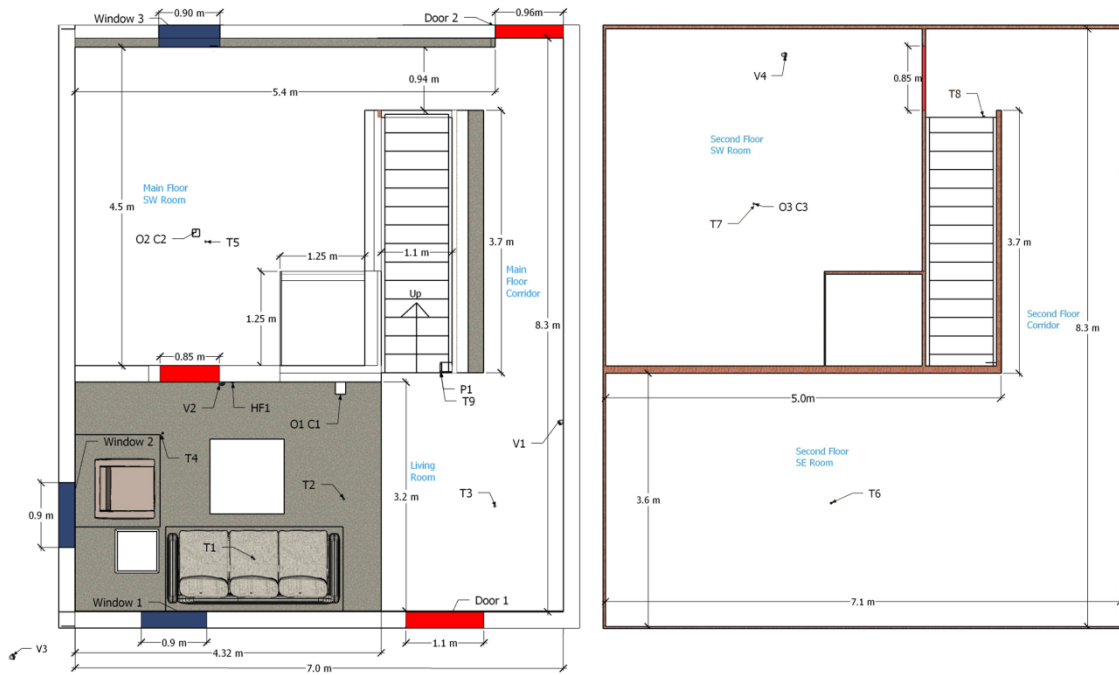 0.90 m
Window 3
Door 2
0.96m
0.94 m
5.4 m
Main Floor
SW Room
4.5 m
O2 C2
T5
1.25 m
1.1 m
3.7 m
Main
Floor
Corridor
1.25 m
Up
8.3 m
0.85 m
P1
T9
V2
HF1
O1 C1
V1
Window 2
T4
Living
Room
T2
3.2 m
T3
0.9 m
T1
Window 1
Door 1
0.9 m
1.1 m
V3
4.32 m
7.0 m
V4
0.85 m
T8
Second Floor
SW Room
O3 C3
T7
3.7 m
Second Floor
Corridor
8.3 m
5.0m
Second Floor
SE Room
3.6 m
T6
7.1 m